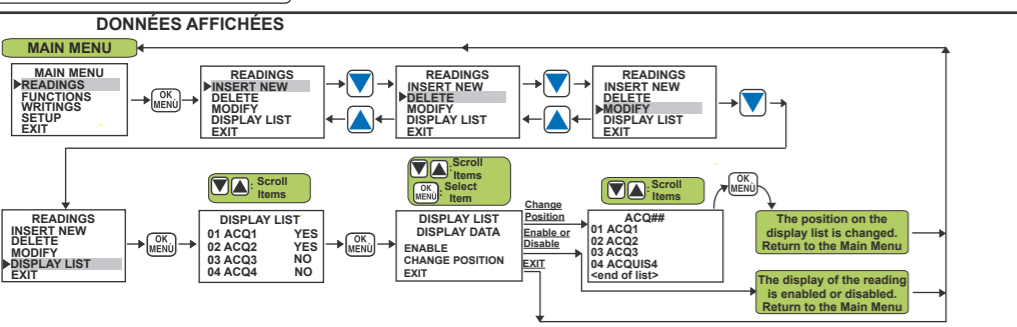 DONNÉES AFFICHÉES
MAIN MENU
MAIN MENU
READINGS
FUNCTIONS
WRITINGS
SETUP
EXIT
OK
MENÙ
READINGS
INSERT NEW
DELETE
MODIFY
DISPLAY LIST
EXIT
READINGS
INSERT NEW
DELETE
MODIFY
DISPLAY LIST
EXIT
READINGS
INSERT NEW
DELETE
MODIFY
DISPLAY LIST
EXIT
READINGS
INSERT NEW
DELETE
MODIFY
DISPLAY LIST
EXIT
OK
MENÙ
: Scroll
Items
DISPLAY LIST
01 ACQ1 YES
02 ACQ2 YES
03 ACQ3 NO
04 ACQ4 NO
OK
MENÙ
: Scroll
Items
OK
MENÙ
: Select
Item
DISPLAY LIST
DISPLAY DATA
ENABLE
CHANGE POSITION
EXIT
Change
Position
Enable or
Disable
EXIT
: Scroll
Items
ACQ##
01 ACQ1
02 ACQ2
03 ACQ3
04 ACQUIS4
<end of list>
OK
MENÙ
The position on the
display list is changed.
Return to the Main Menu
The display of the reading
is enabled or disabled.
Return to the Main Menu